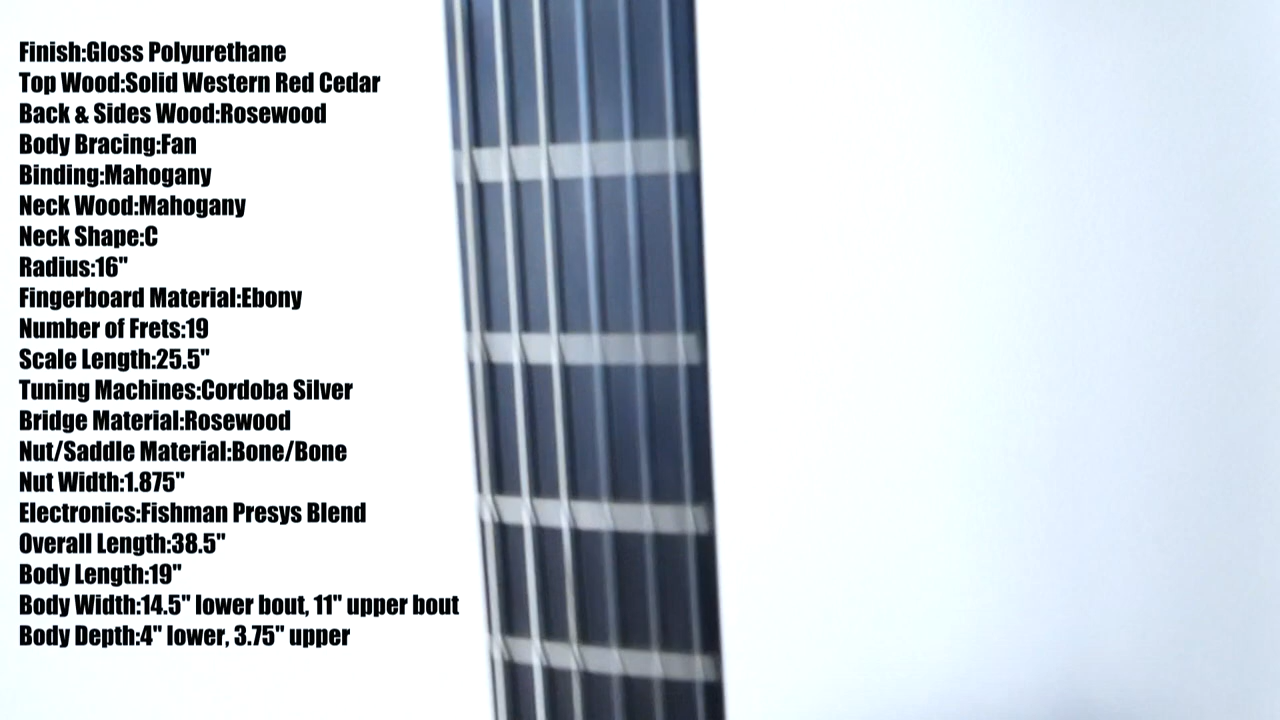 Finish:Gloss Polyurethane
Top Wood:Solid Western Red Cedar
Back & Sides Wood:Rosewood
Body Bracing:Fan
Binding:Mahogany
Neck Wood:Mahogany
Neck Shape:C
Radius:16"
Fingerboard Material:Ebony
Number of Frets:19
Scale Length:25.5"
Tuning Machines:Cordoba Silver
Bridge Material:Rosewood
Nut/Saddle Material:Bone/Bone
Nut Width:1.875"
Electronics:Fishman Presys Blend
Overall Length:38.5"
Body Length:19"
Body Width:14.5" lower bout, 11" upper bout
Body Depth:4" lower, 3.75" upper